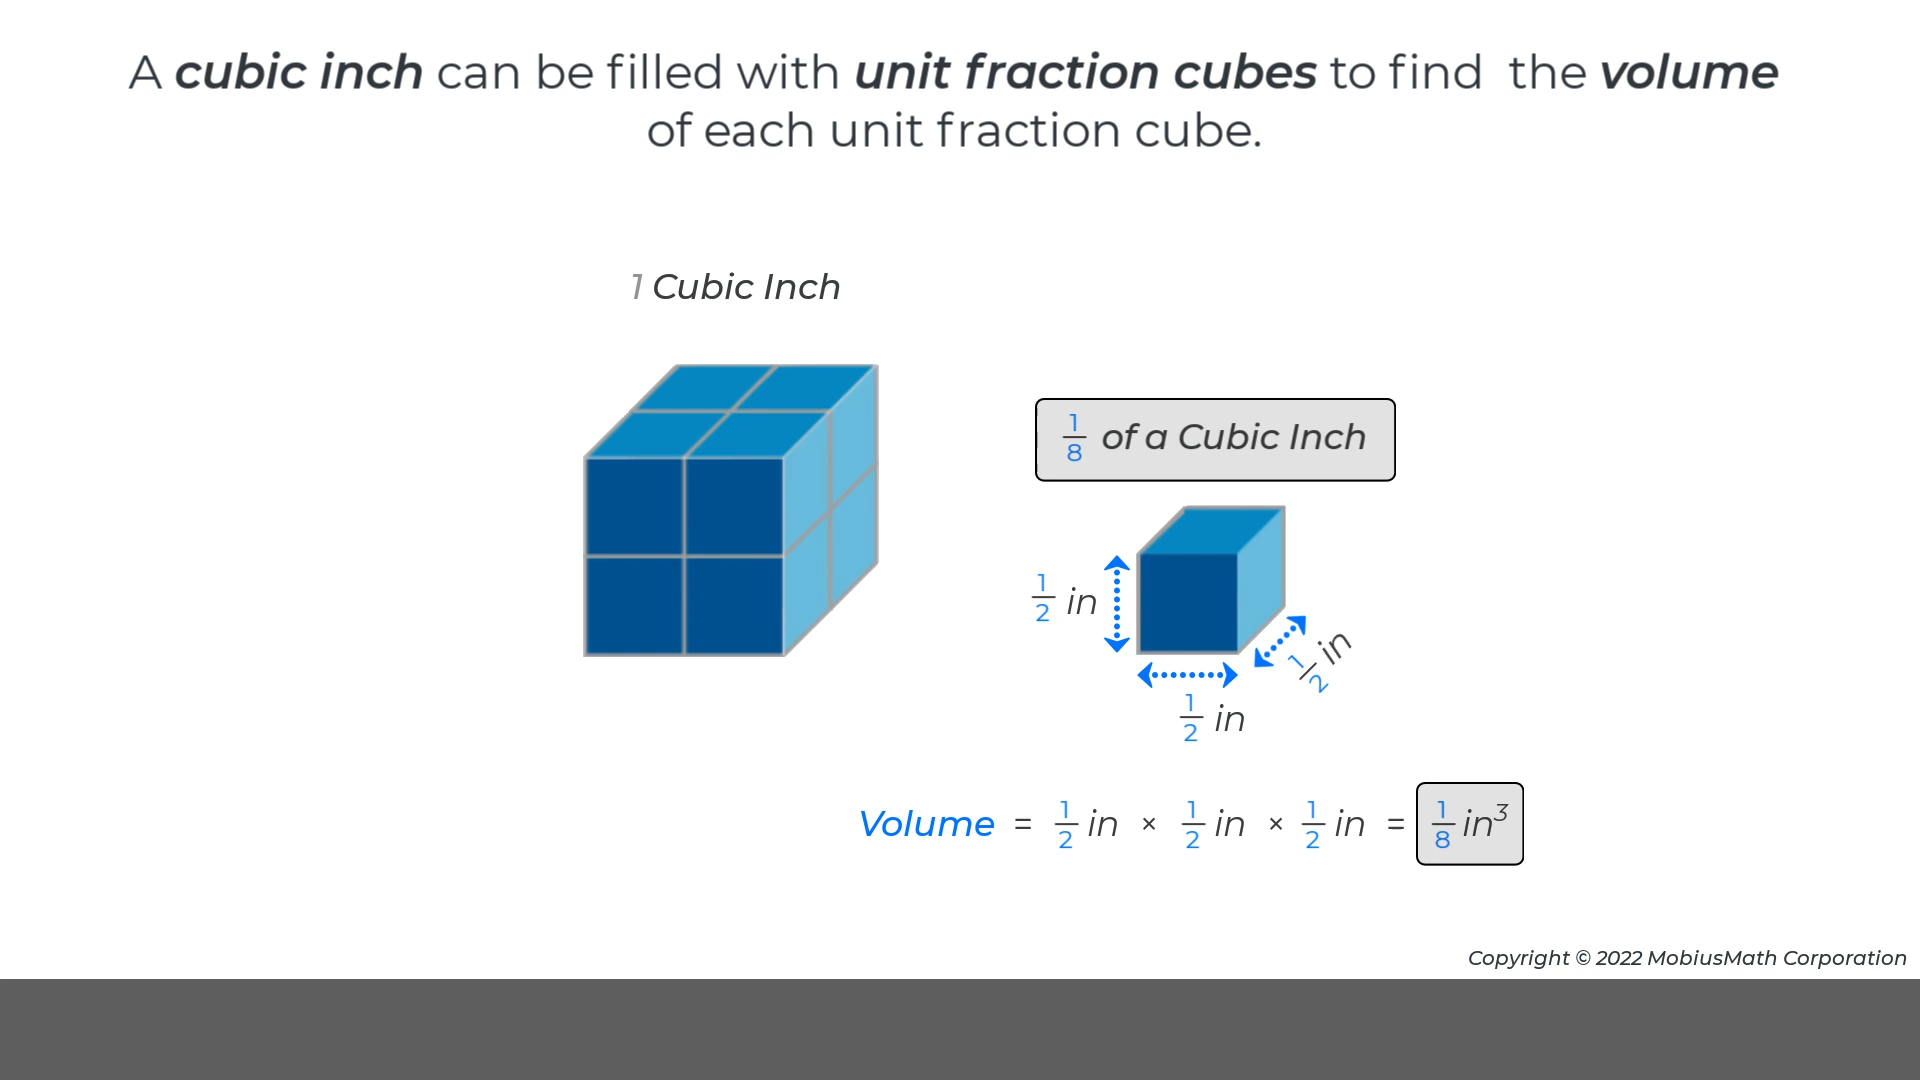 A cubic inch can be filled with unit fraction cubes to find the volume
of each unit fraction cube.
1 Cubic Inch
1/8 of a Cubic Inch
1/2 in
1/2 in
1/2 in
Volume = 1/2 in × 1/2 in × 1/2 in = 1/8 in³
Copyright © 2022 MobiusMath Corporation